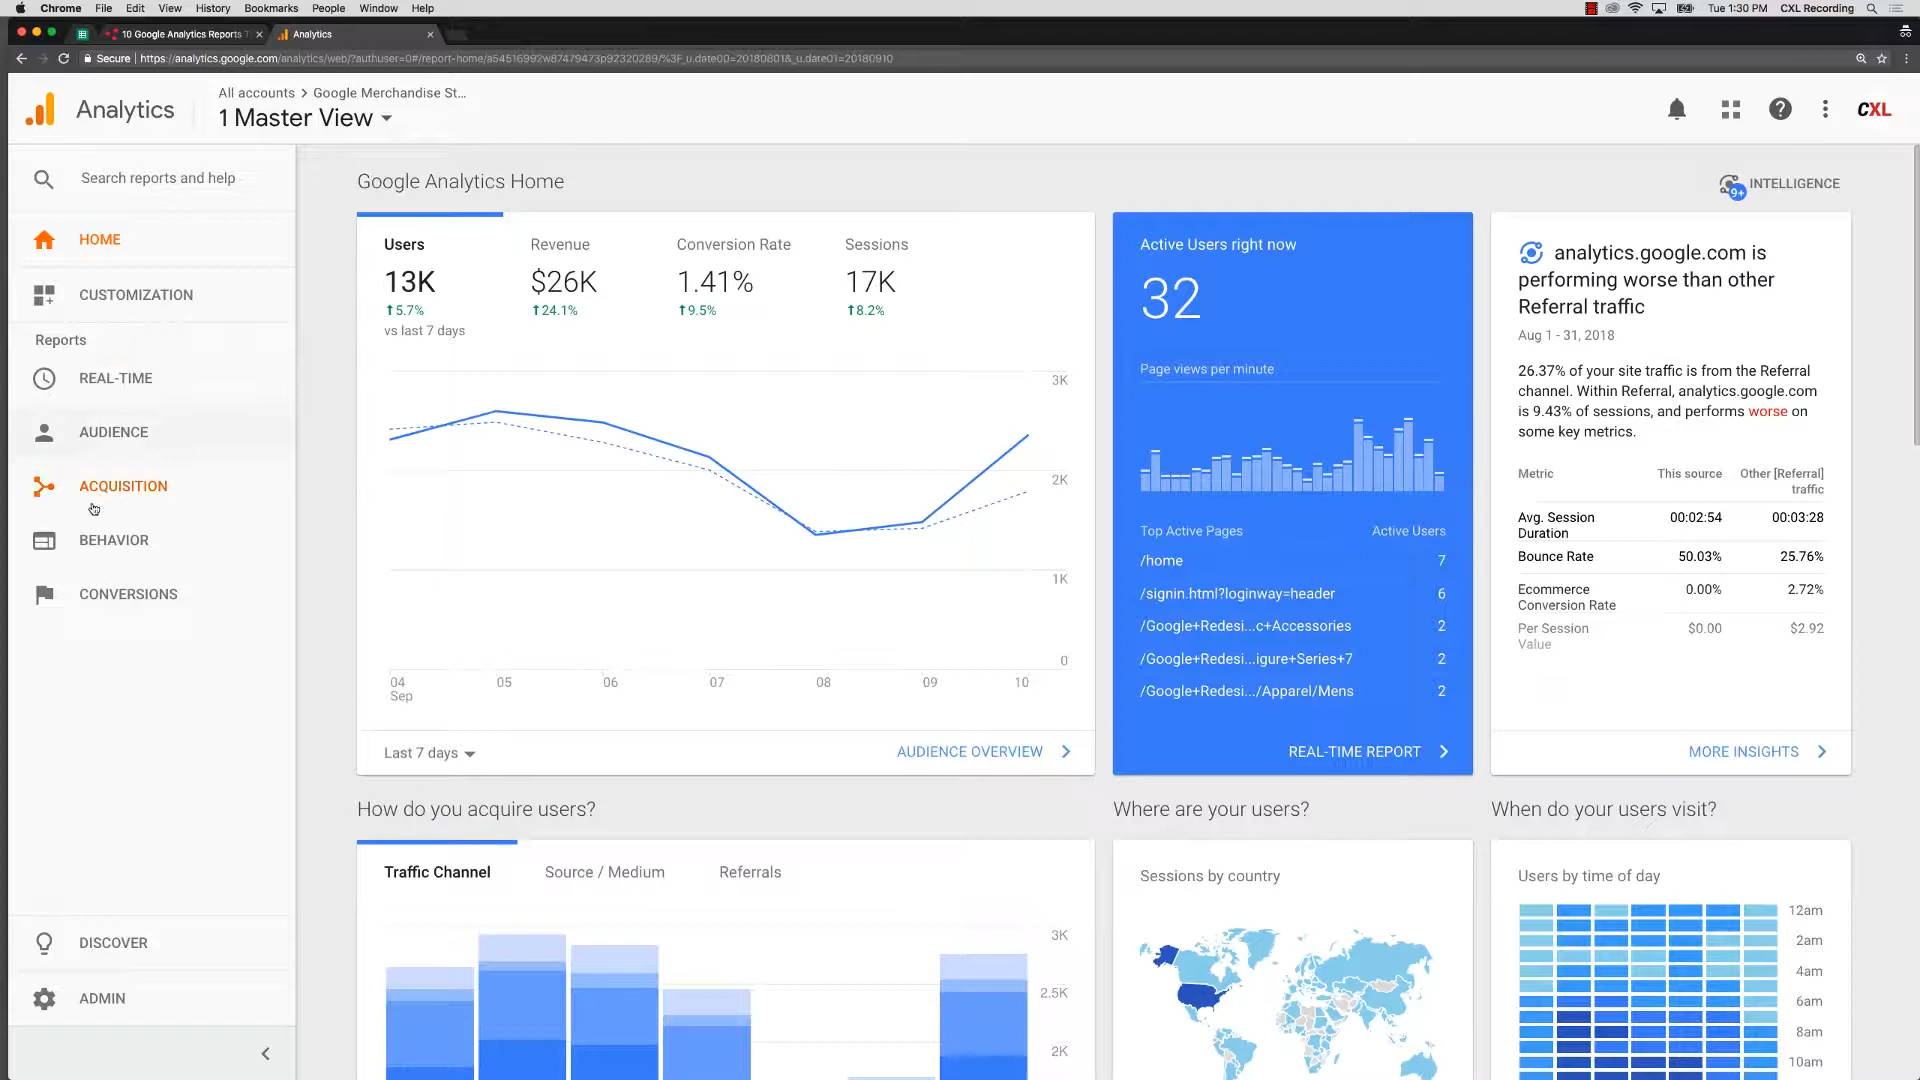 Chrome File Edit View History Bookmarks People Window Help
Tue 1:30 PM CXL Recording
10 Google Analytics Reports T
Analytics
Secure | https://analytics.google.com/analytics/web/?authuser=0#/report-home/a54516992w87479473p92320289/%3F_u.date00=20180801&_u.date01=20180910
Analytics
All accounts > Google Merchandise St...
1 Master View
CXL
Search reports and help
HOME
CUSTOMIZATION
Reports
REAL-TIME
AUDIENCE
ACQUISITION
BEHAVIOR
CONVERSIONS
DISCOVER
ADMIN
Google Analytics Home
9+ INTELLIGENCE
Users Revenue Conversion Rate Sessions
13K $26K 1.41% 17K
5.7% 24.1% 9.5% 8.2%
vs last 7 days
3K
2K
1K
0
04 05 06 07 08 09 10
Sep
Last 7 days
AUDIENCE OVERVIEW
Active Users right now
32
Page views per minute
Top Active Pages Active Users
/home 7
/signin.html?loginway=header 6
/Google+Redesi...c+Accessories 2
/Google+Redesi...igure+Series+7 2
/Google+Redesi.../Apparel/Mens 2
REAL-TIME REPORT
analytics.google.com is
performing worse than other
Referral traffic
Aug 1 - 31, 2018
26.37% of your site traffic is from the Referral
channel. Within Referral, analytics.google.com
is 9.43% of sessions, and performs worse on
some key metrics.
Metric This source Other [Referral]
traffic
Avg. Session 00:02:54 00:03:28
Duration
Bounce Rate 50.03% 25.76%
Ecommerce 0.00% 2.72%
Conversion Rate
Per Session $0.00 $2.92
Value
MORE INSIGHTS
How do you acquire users?
Traffic Channel Source / Medium Referrals
3K
2.5K
2K
Where are your users?
Sessions by country
When do your users visit?
Users by time of day
12am
2am
4am
6am
8am
10am